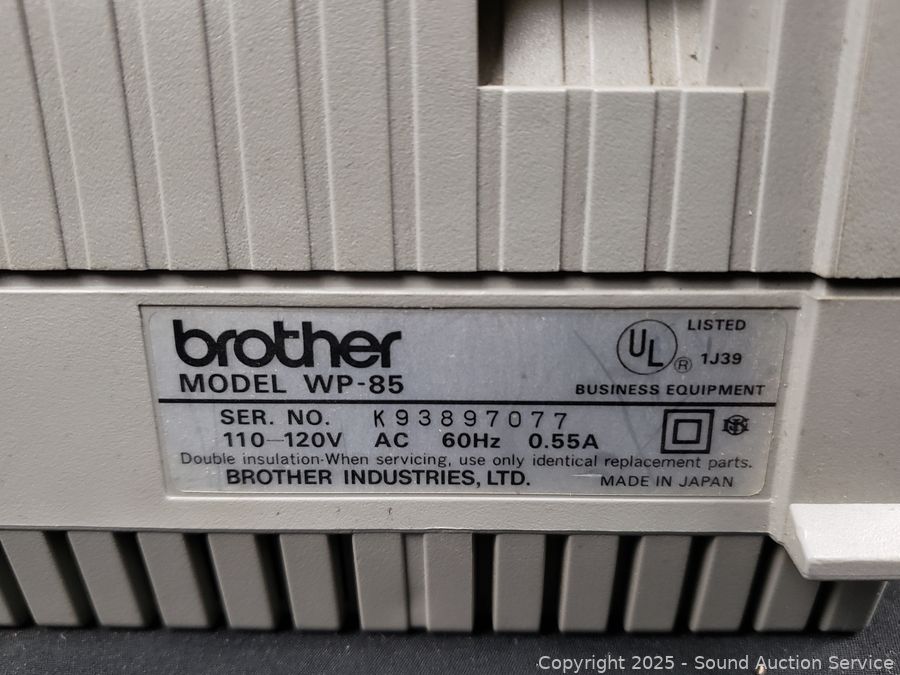 brother
MODEL WP-85
UL ® LISTED
1J39
BUSINESS EQUIPMENT
SER. NO. K93897077
110—120V AC 60Hz 0.55A
Double insulation·When servicing, use only identical replacement parts.
BROTHER INDUSTRIES, LTD. MADE IN JAPAN
Copyright 2025 - Sound Auction Service